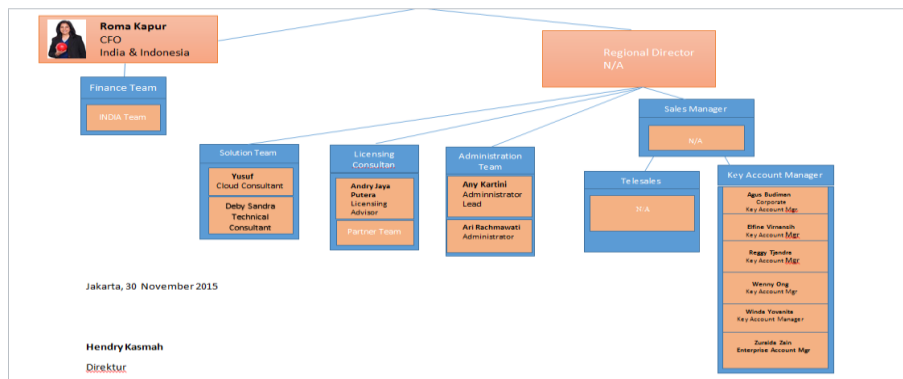 Roma Kapur
CFO
India & Indonesia
Regional Director
N/A
Finance Team
INDIA Team
Sales Manager
N/A
Solution Team
Yusuf
Cloud Consultant
Deby Sandra
Technical
Consultant
Licensing
Consultan
Andry Jaya
Putera
Licensiing
Advisor
Partner Team
Administration
Team
Any Kartini
Adminnistrator
Lead
Ari Rachmawati
Administrator
Telesales
N/A
Key Account Manager
Agus Budiman
Corporate
Key Account Mgr
Elfine Virnansih
Key Account Mgr
Reggy Tjandra
Key Account Mgr
Wenny Ong
Key Account Mgr
Winda Yovanita
Key Account Manager
Zuraida Zain
Enterprise Account Mgr
Jakarta, 30 November 2015
Hendry Kasmah
Direktur